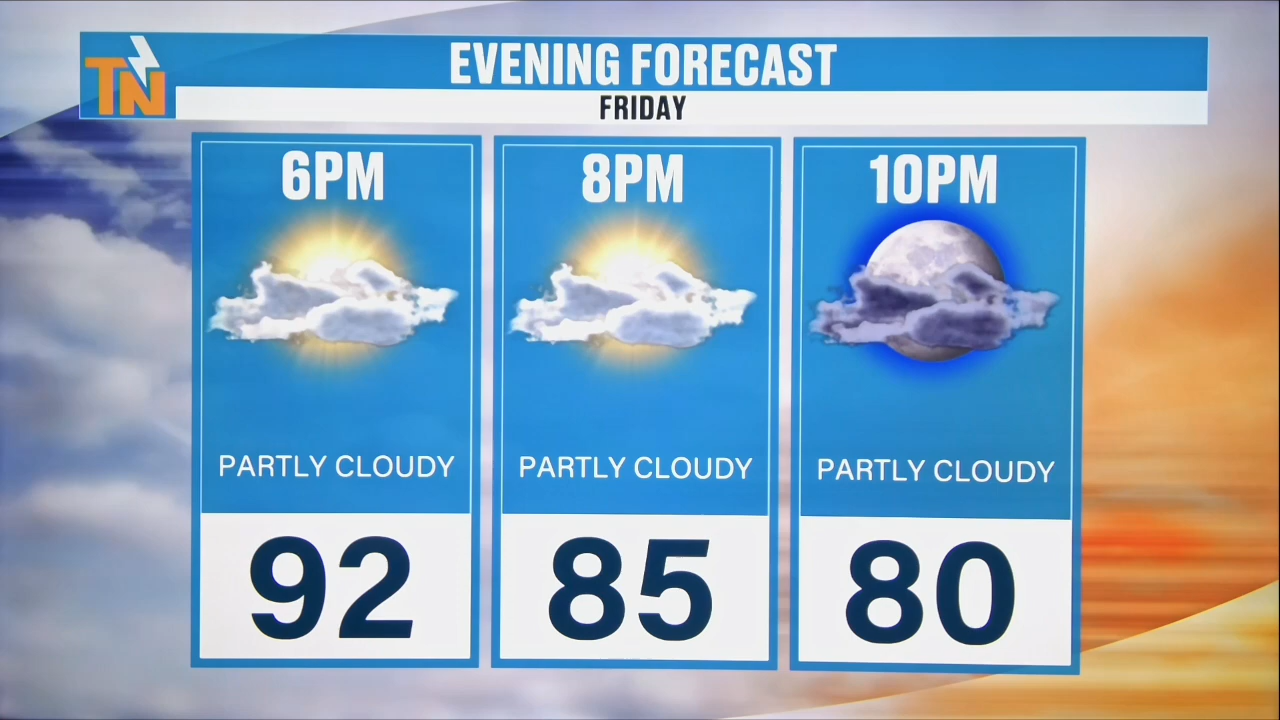 TN
EVENING FORECAST
FRIDAY
6PM
8PM
10PM
PARTLY CLOUDY
PARTLY CLOUDY
PARTLY CLOUDY
92
85
80